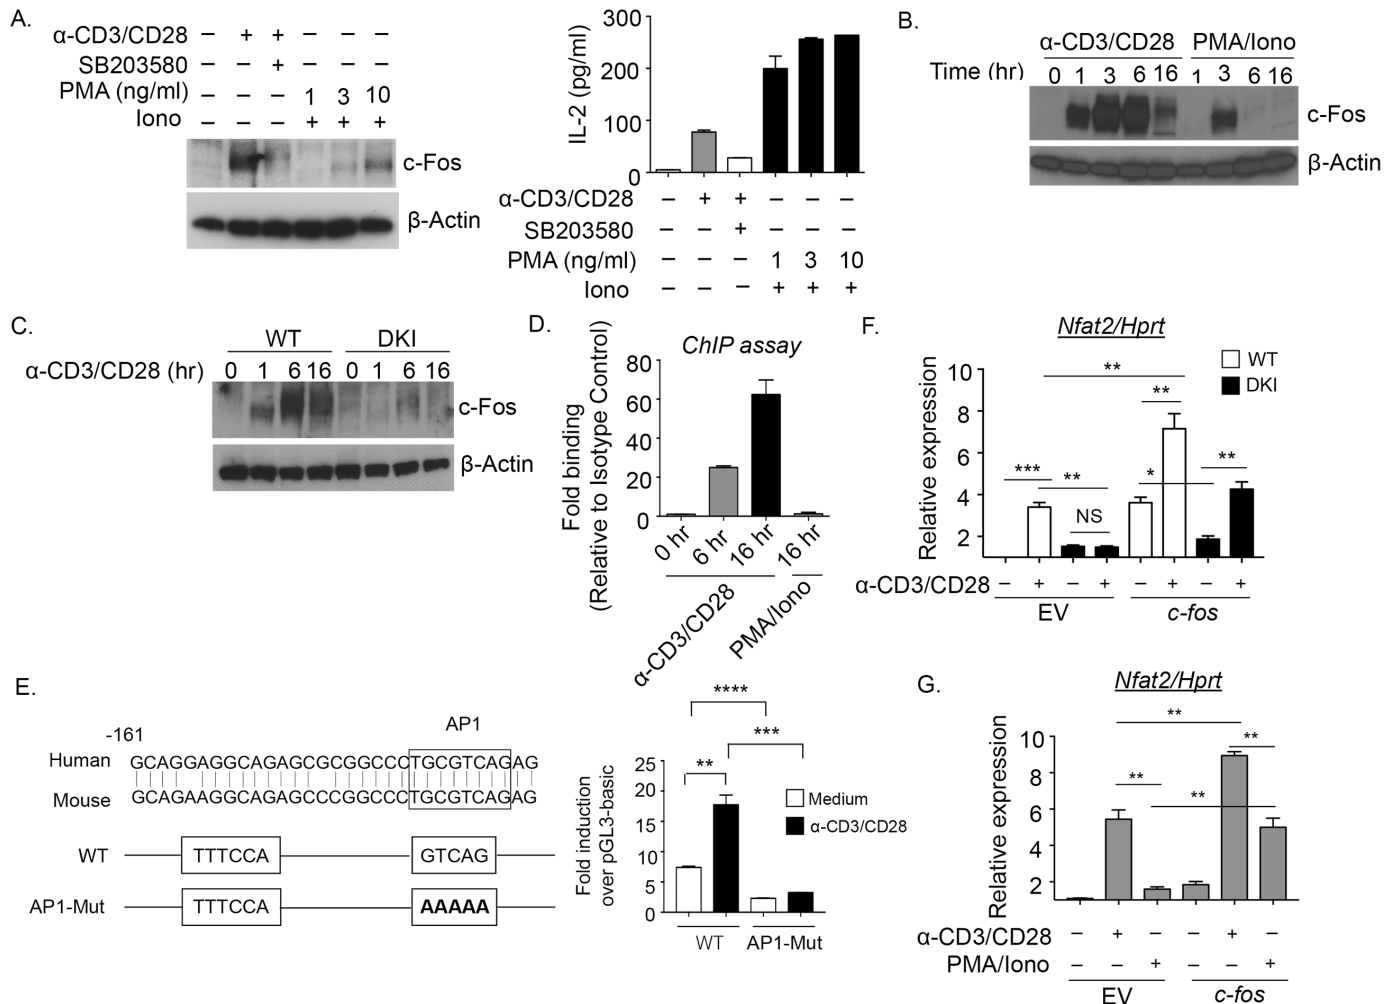 A.
α-CD3/CD28 – + + – – –
SB203580 – – + – – –
PMA (ng/ml) – – – 1 3 10
Iono – – – + + +
c-Fos
β-Actin
IL-2 (pg/ml)
300
200
100
0
α-CD3/CD28 – + + – – –
SB203580 – – + – – –
PMA (ng/ml) – – – 1 3 10
Iono – – – + + +
B.
α-CD3/CD28 PMA/Iono
Time (hr) 0 1 3 6 16 1 3 6 16
c-Fos
β-Actin
C.
WT DKI
α-CD3/CD28 (hr) 0 1 6 16 0 1 6 16
c-Fos
β-Actin
D.
ChIP assay
Fold binding
(Relative to Isotype Control)
80
60
40
20
0
0 hr 6 hr 16 hr 16 hr
α-CD3/CD28 PMA/Iono
F.
Nfat2/Hprt
WT
DKI
Relative expression
10
8
6
4
2
** ** *** ** NS * **
α-CD3/CD28 – + – + – + – +
EV c-fos
E.
-161 AP1
Human GCAGGAGGCAGAGCGCGGCCCTGCGTCAGAG
Mouse GCAGAAGGCAGAGCCCGGCCCTGCGTCAGAG
WT TTTCCA GTCAG
AP1-Mut TTTCCA AAAAA
**** *** **
Fold induction
over pGL3-basic
25
20
15
10
5
0
Medium
α-CD3/CD28
WT AP1-Mut
G.
Nfat2/Hprt
Relative expression
10
8
6
4
2
** ** ** **
α-CD3/CD28 – + – – + –
PMA/Iono – – + – – +
EV c-fos